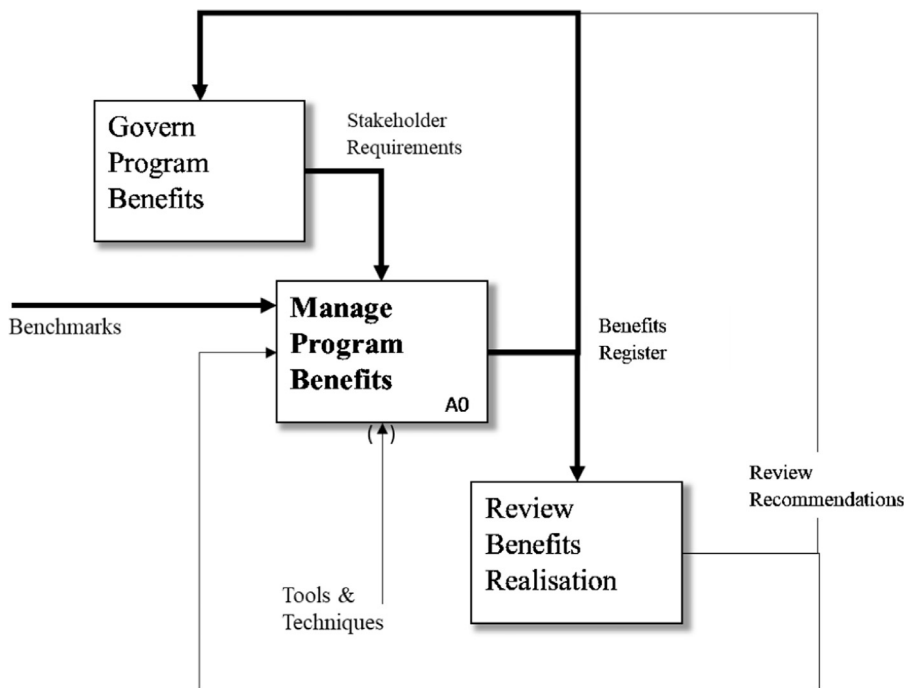 Govern
Program
Benefits
Stakeholder
Requirements
Benchmarks
Manage
Program
Benefits
A0
( )
Benefits
Register
Review
Recommendations
Review
Benefits
Realisation
Tools &
Techniques